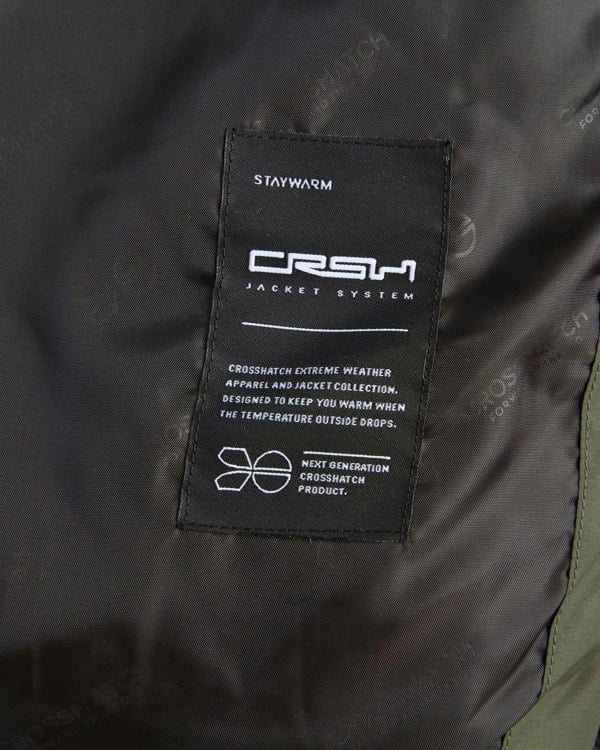 STAYWARM
CRSH
JACKET SYSTEM
CROSSHATCH EXTREME WEATHER
APPAREL AND JACKET COLLECTION.
DESIGNED TO KEEP YOU WARM WHEN
THE TEMPERATURE OUTSIDE DROPS.
NEXT GENERATION
CROSSHATCH
PRODUCT.